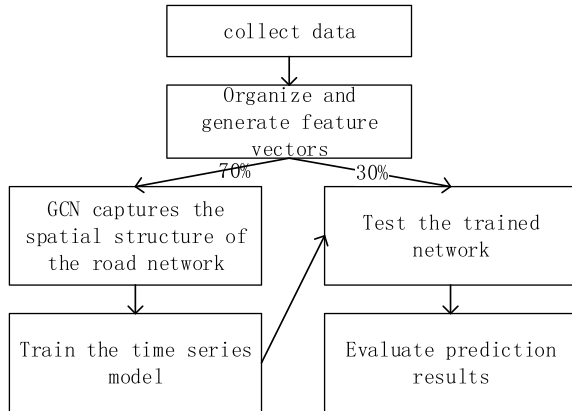 collect data
Organize and
generate feature
vectors
70%
30%
GCN captures the
spatial structure of
the road network
Test the trained
network
Train the time series
model
Evaluate prediction
results